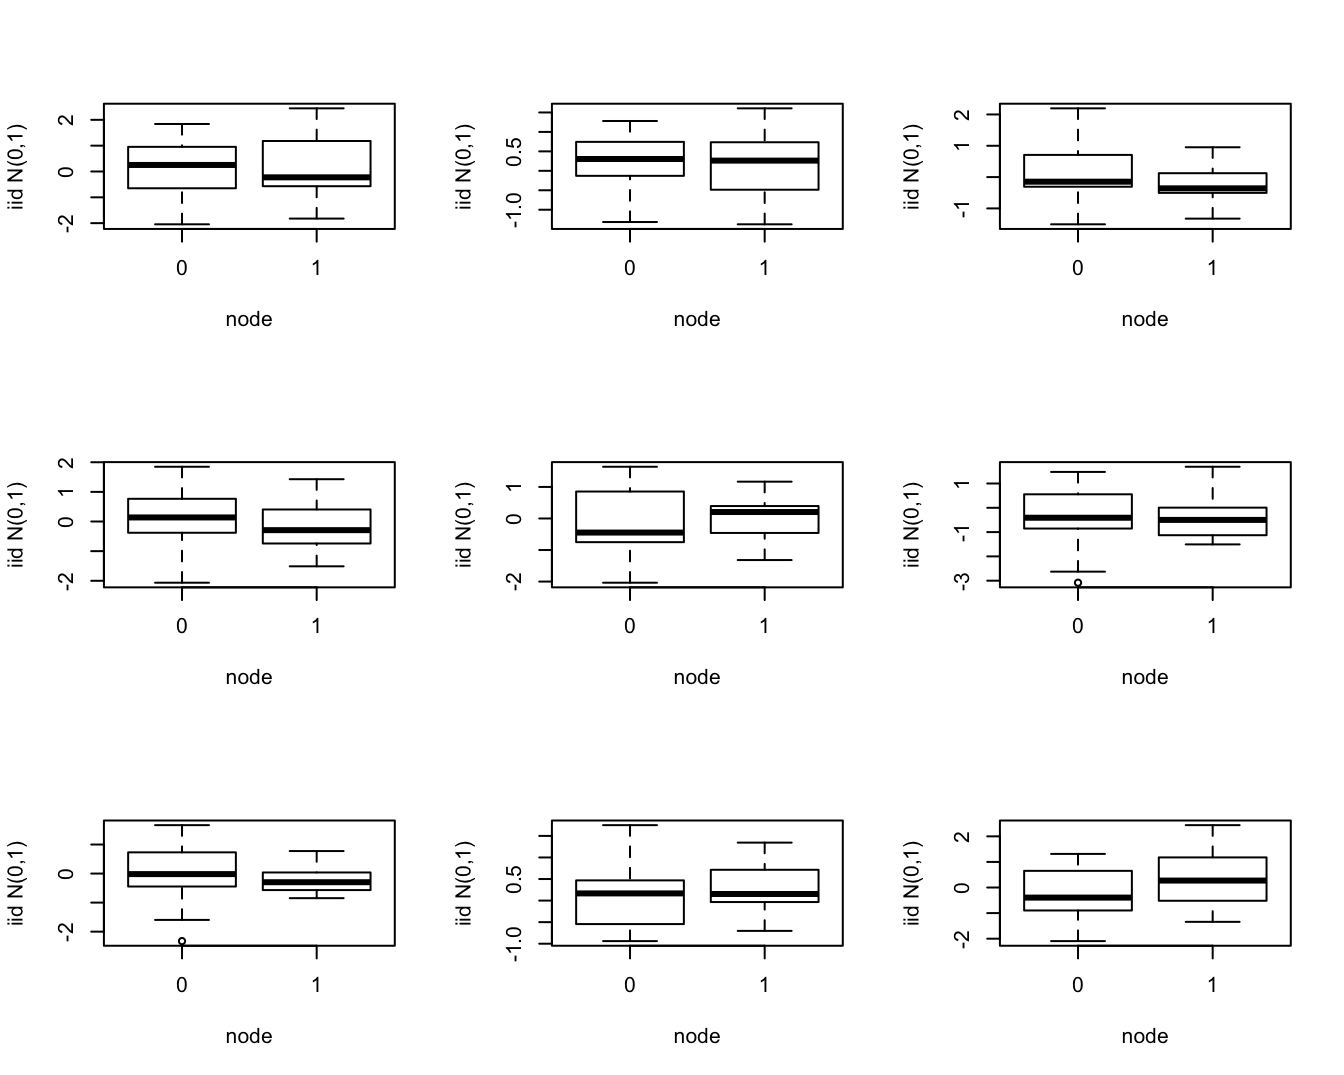 iid N(0,1)
2
0
-2
0 1
node
iid N(0,1)
0.5
-1.0
0 1
node
iid N(0,1)
2
1
-1
0 1
node
iid N(0,1)
2
1
0
-2
0 1
node
iid N(0,1)
1
0
-2
0 1
node
iid N(0,1)
1
-1
-3
0 1
node
iid N(0,1)
0
-2
0 1
node
iid N(0,1)
0.5
-1.0
0 1
node
iid N(0,1)
2
0
-2
0 1
node